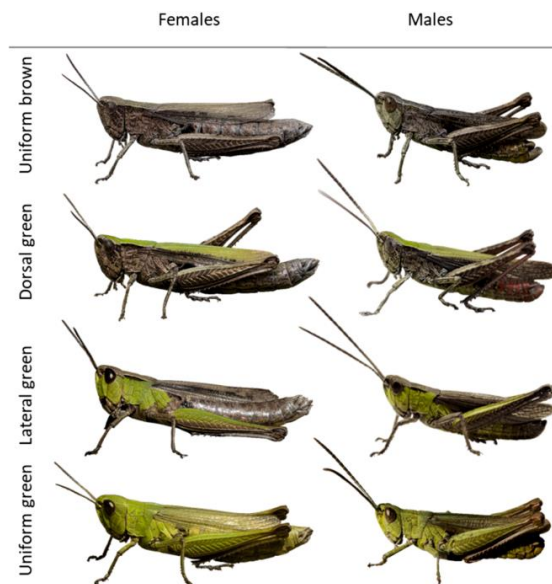 Females
Males
Uniform brown
Dorsal green
Lateral green
Uniform green